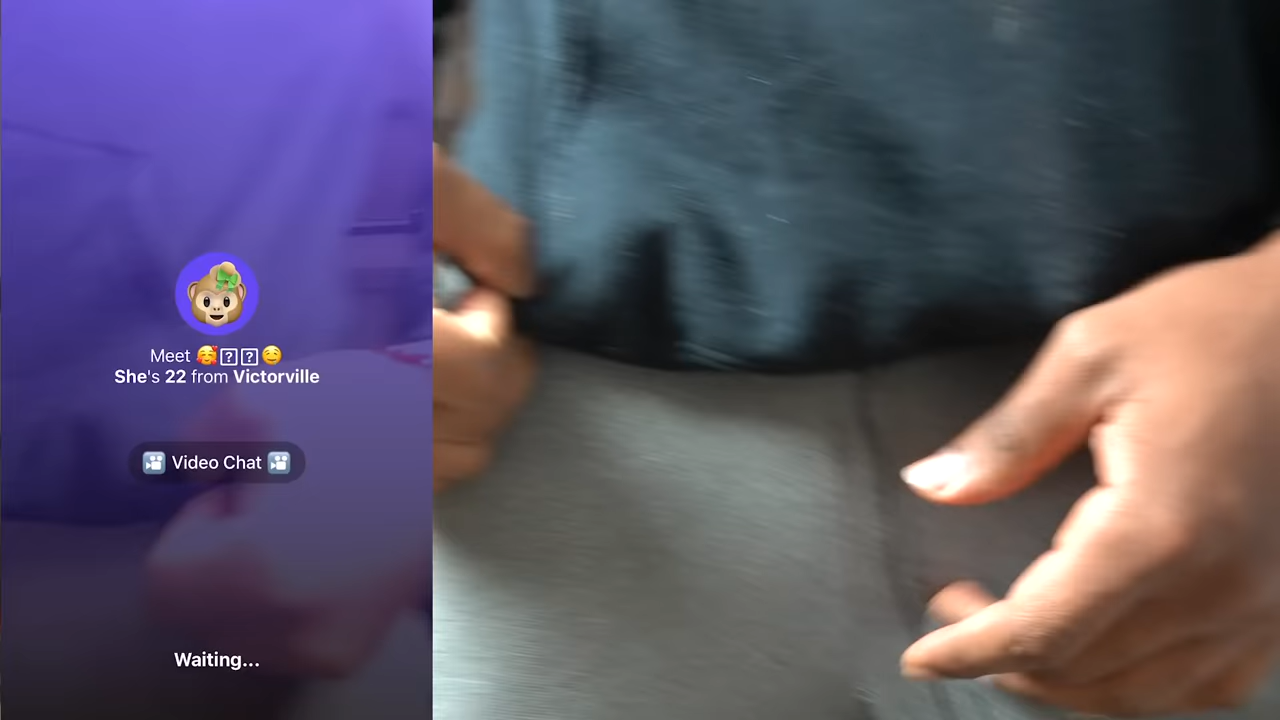 Meet 🥰🤤
She's 22 from Victorville
🎦 Video Chat 🎦
Waiting...